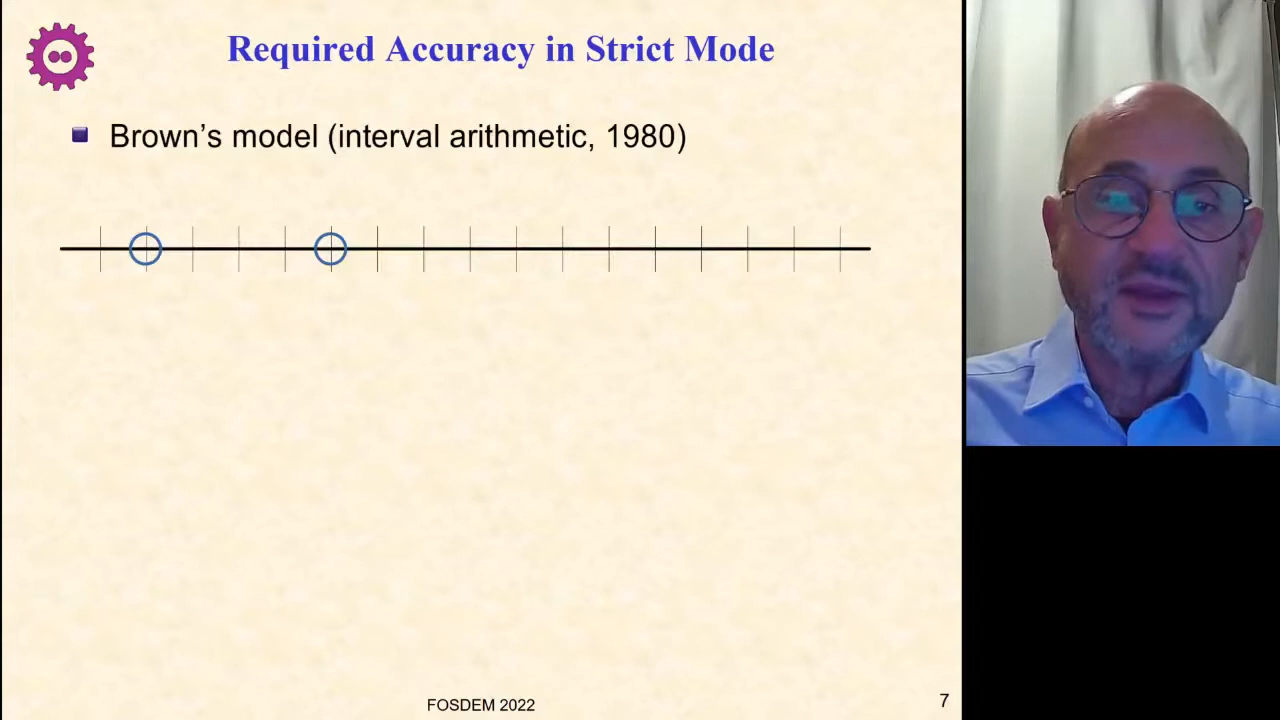 Required Accuracy in Strict Mode
Brown’s model (interval arithmetic, 1980)
FOSDEM 2022
7